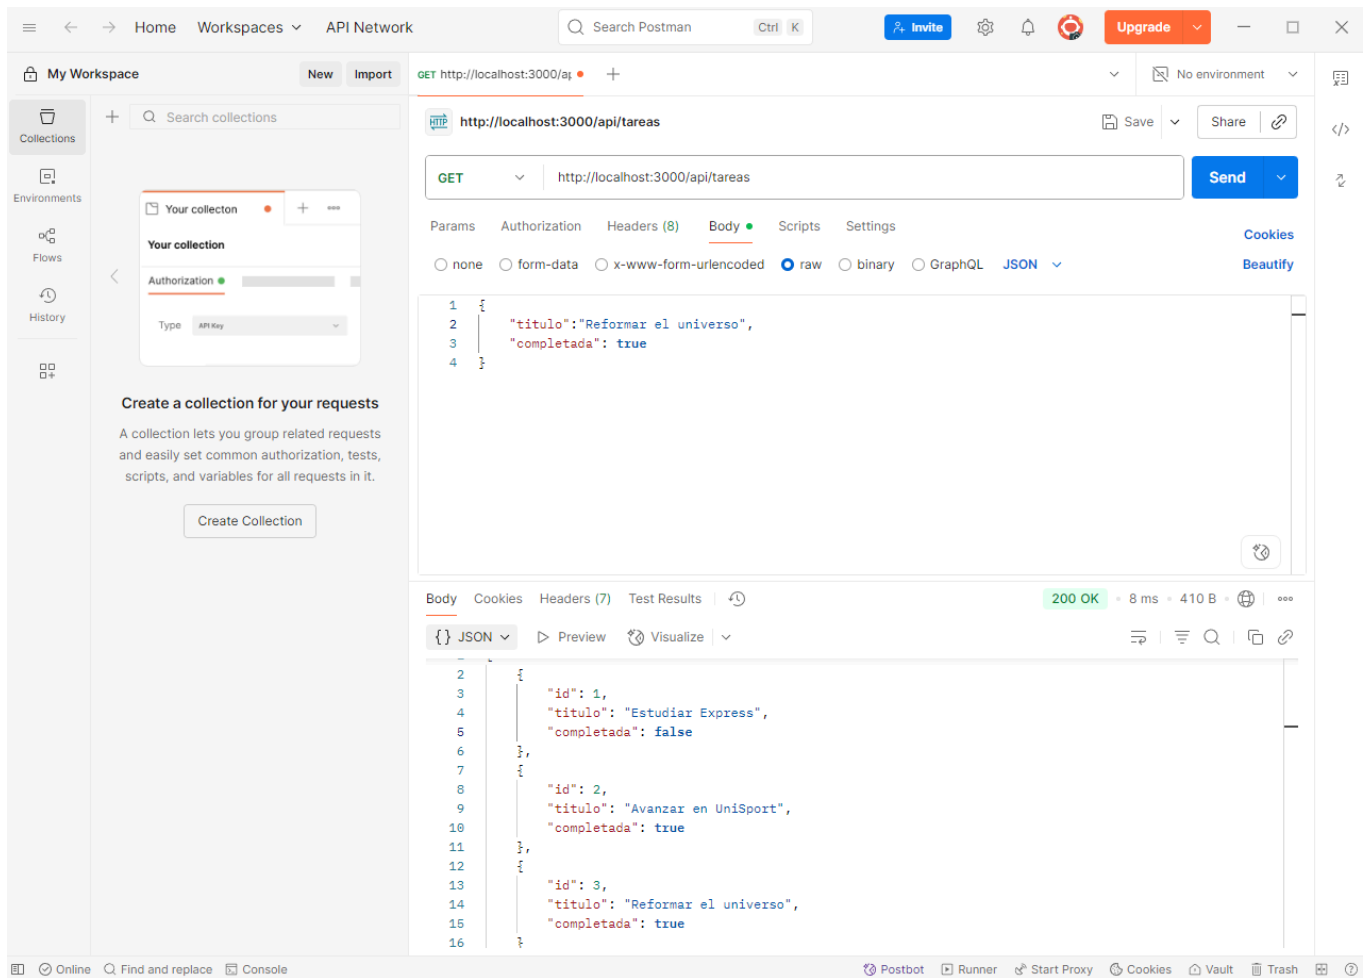 Home Workspaces API Network Search Postman Ctrl K Invite Upgrade
My Workspace New Import GET http://localhost:3000/ap No environment
Collections
Environments
Flows
History
Search collections
Your collecton
Your collection
Authorization
Type API Key
Create a collection for your requests
A collection lets you group related requests
and easily set common authorization, tests,
scripts, and variables for all requests in it.
Create Collection
HTTP http://localhost:3000/api/tareas Save Share
GET http://localhost:3000/api/tareas Send
Params Authorization Headers (8) Body Scripts Settings Cookies
none form-data x-www-form-urlencoded raw binary GraphQL JSON Beautify
1 {
2 "titulo":"Reformar el universo",
3 "completada": true
4 }
Body Cookies Headers (7) Test Results 200 OK 8 ms 410 B
{} JSON Preview Visualize
2 {
3 "id": 1,
4 "titulo": "Estudiar Express",
5 "completada": false
6 },
7 {
8 "id": 2,
9 "titulo": "Avanzar en UniSport",
10 "completada": true
11 },
12 {
13 "id": 3,
14 "titulo": "Reformar el universo",
15 "completada": true
16 }
Online Find and replace Console Postbot Runner Start Proxy Cookies Vault Trash